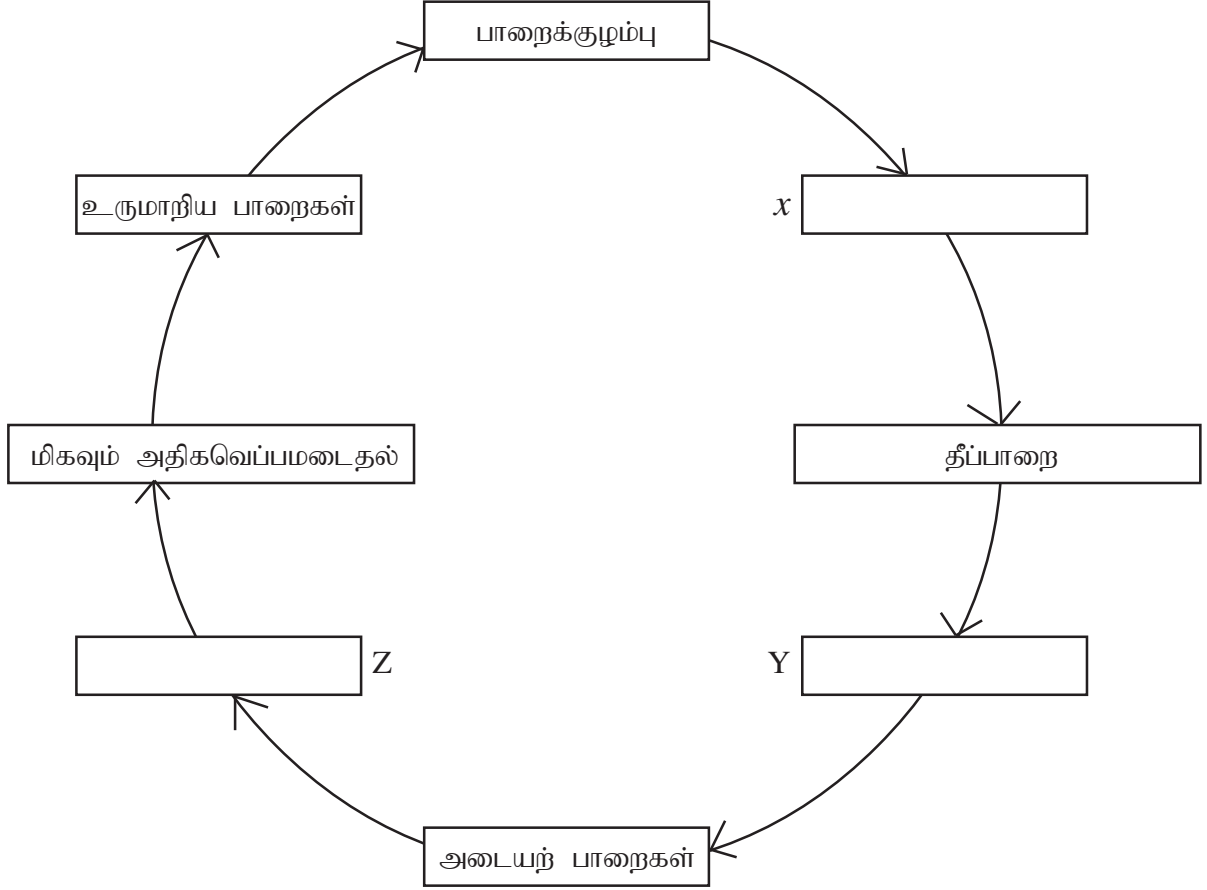 பாறைக்குழம்பு
உருமாறிய பாறைகள்
x
மிகவும் அதிகவெப்பமடைதல்
தீப்பாறை
Z
Y
அடையற் பாறைகள்